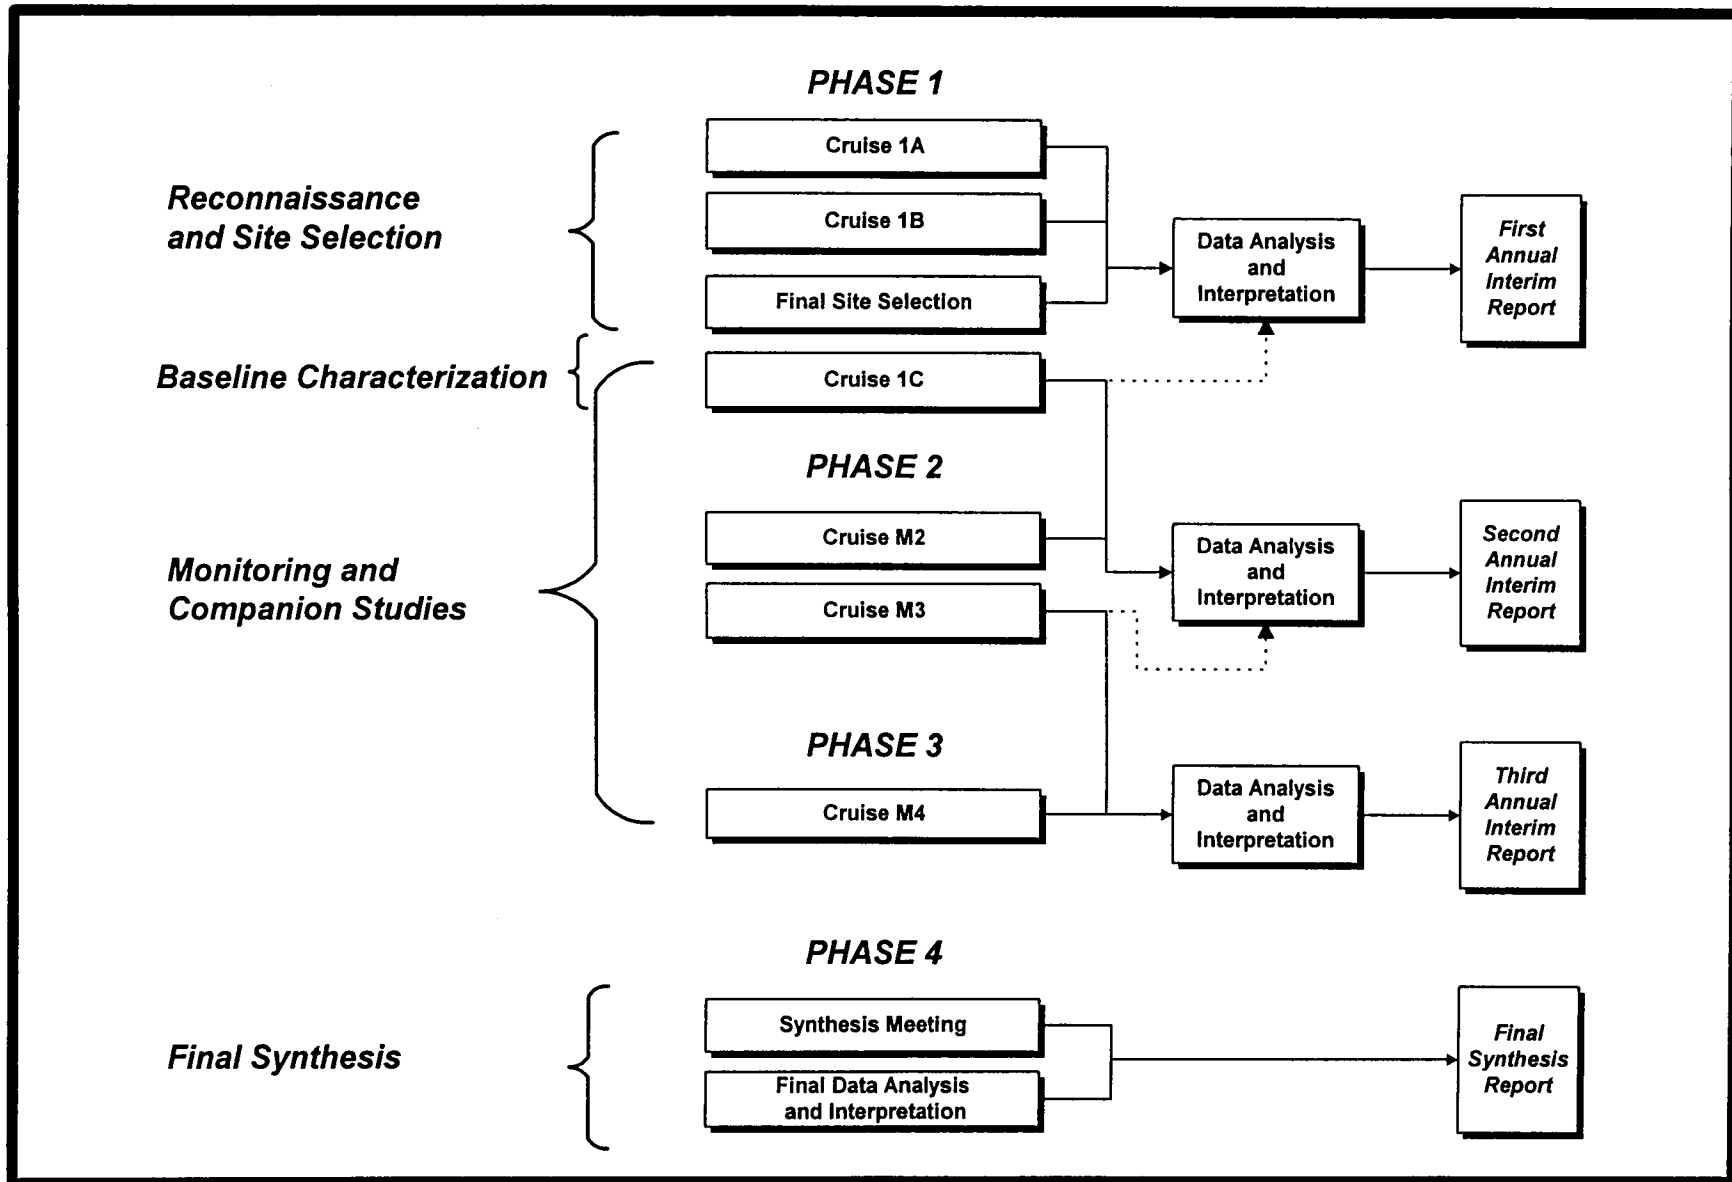 PHASE 1
Reconnaissance
and Site Selection
Cruise 1A
Cruise 1B
Final Site Selection
Data Analysis
and
Interpretation
First
Annual
Interim
Report
Baseline Characterization
Cruise 1C
PHASE 2
Monitoring and
Companion Studies
Cruise M2
Cruise M3
Data Analysis
and
Interpretation
Second
Annual
Interim
Report
PHASE 3
Cruise M4
Data Analysis
and
Interpretation
Third
Annual
Interim
Report
PHASE 4
Final Synthesis
Synthesis Meeting
Final Data Analysis
and Interpretation
Final
Synthesis
Report